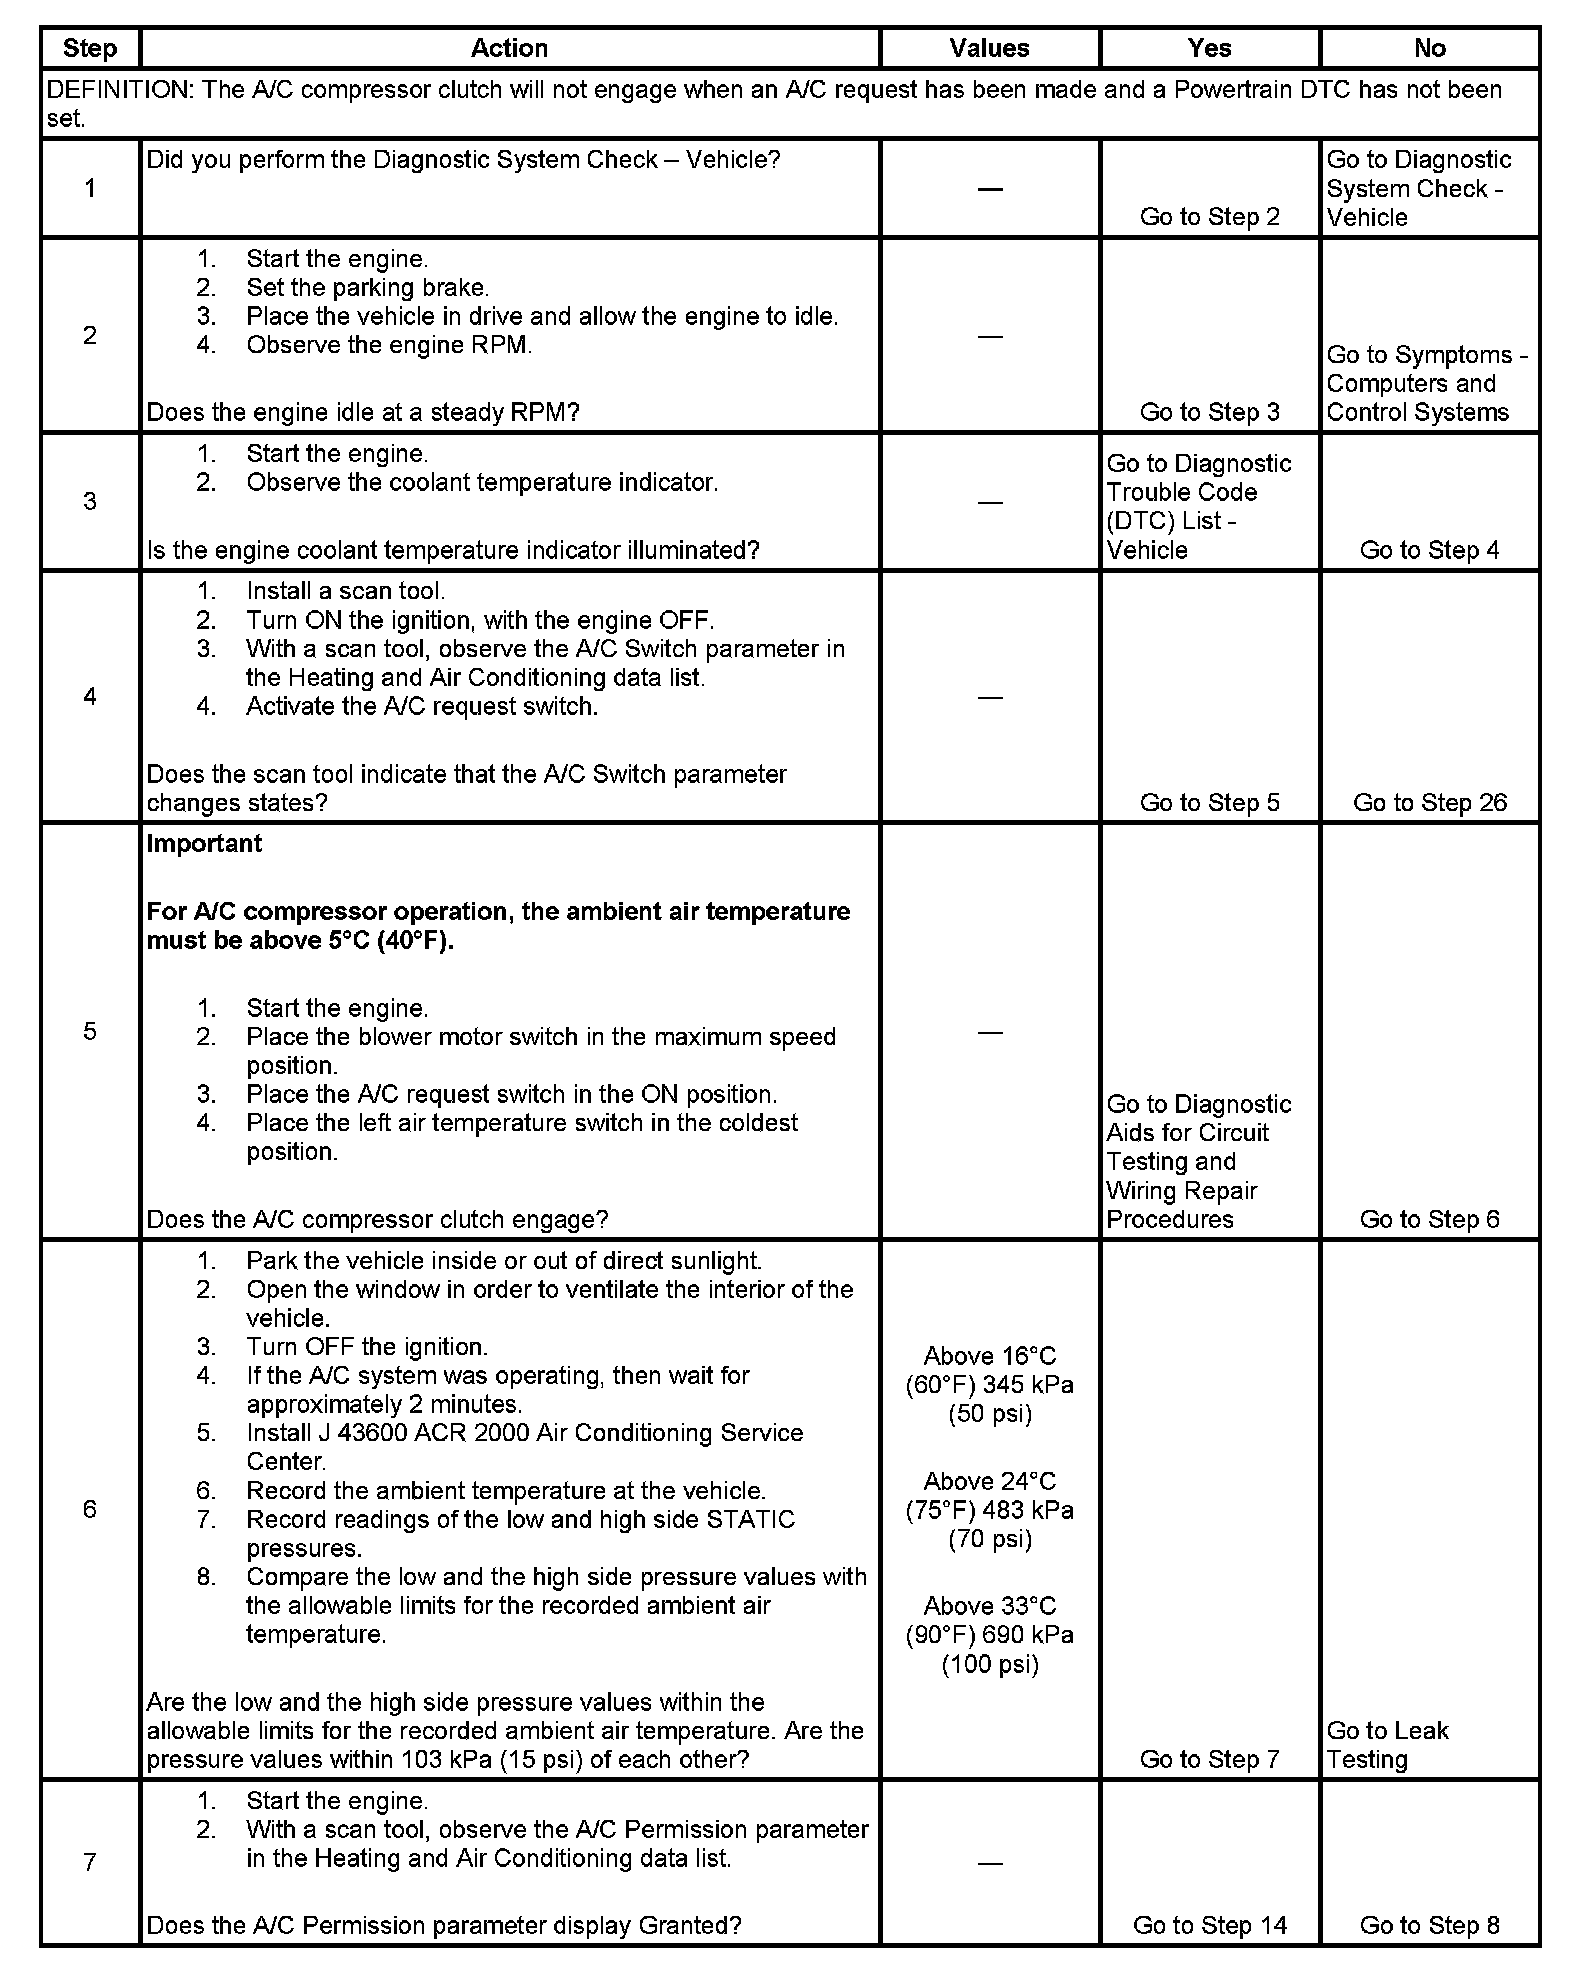 Step Action Values Yes No
DEFINITION: The A/C compressor clutch will not engage when an A/C request has been made and a Powertrain DTC has not been
set.
1
Did you perform the Diagnostic System Check – Vehicle?
—
Go to Step 2
Go to Diagnostic
System Check -
Vehicle
2
1. Start the engine.
2. Set the parking brake.
3. Place the vehicle in drive and allow the engine to idle.
4. Observe the engine RPM.
Does the engine idle at a steady RPM?
—
Go to Step 3
Go to Symptoms -
Computers and
Control Systems
3
1. Start the engine.
2. Observe the coolant temperature indicator.
Is the engine coolant temperature indicator illuminated?
—
Go to Diagnostic
Trouble Code
(DTC) List -
Vehicle
Go to Step 4
4
1. Install a scan tool.
2. Turn ON the ignition, with the engine OFF.
3. With a scan tool, observe the A/C Switch parameter in
the Heating and Air Conditioning data list.
4. Activate the A/C request switch.
Does the scan tool indicate that the A/C Switch parameter
changes states?
—
Go to Step 5
Go to Step 26
5
Important
For A/C compressor operation, the ambient air temperature
must be above 5°C (40°F).
1. Start the engine.
2. Place the blower motor switch in the maximum speed
position.
3. Place the A/C request switch in the ON position.
4. Place the left air temperature switch in the coldest
position.
Does the A/C compressor clutch engage?
—
Go to Diagnostic
Aids for Circuit
Testing and
Wiring Repair
Procedures
Go to Step 6
6
1. Park the vehicle inside or out of direct sunlight.
2. Open the window in order to ventilate the interior of the
vehicle.
3. Turn OFF the ignition.
4. If the A/C system was operating, then wait for
approximately 2 minutes.
5. Install J 43600 ACR 2000 Air Conditioning Service
Center.
6. Record the ambient temperature at the vehicle.
7. Record readings of the low and high side STATIC
pressures.
8. Compare the low and the high side pressure values with
the allowable limits for the recorded ambient air
temperature.
Are the low and the high side pressure values within the
allowable limits for the recorded ambient air temperature. Are the
pressure values within 103 kPa (15 psi) of each other?
Above 16°C
(60°F) 345 kPa
(50 psi)
Above 24°C
(75°F) 483 kPa
(70 psi)
Above 33°C
(90°F) 690 kPa
(100 psi)
Go to Step 7
Go to Leak
Testing
7
1. Start the engine.
2. With a scan tool, observe the A/C Permission parameter
in the Heating and Air Conditioning data list.
Does the A/C Permission parameter display Granted?
—
Go to Step 14
Go to Step 8